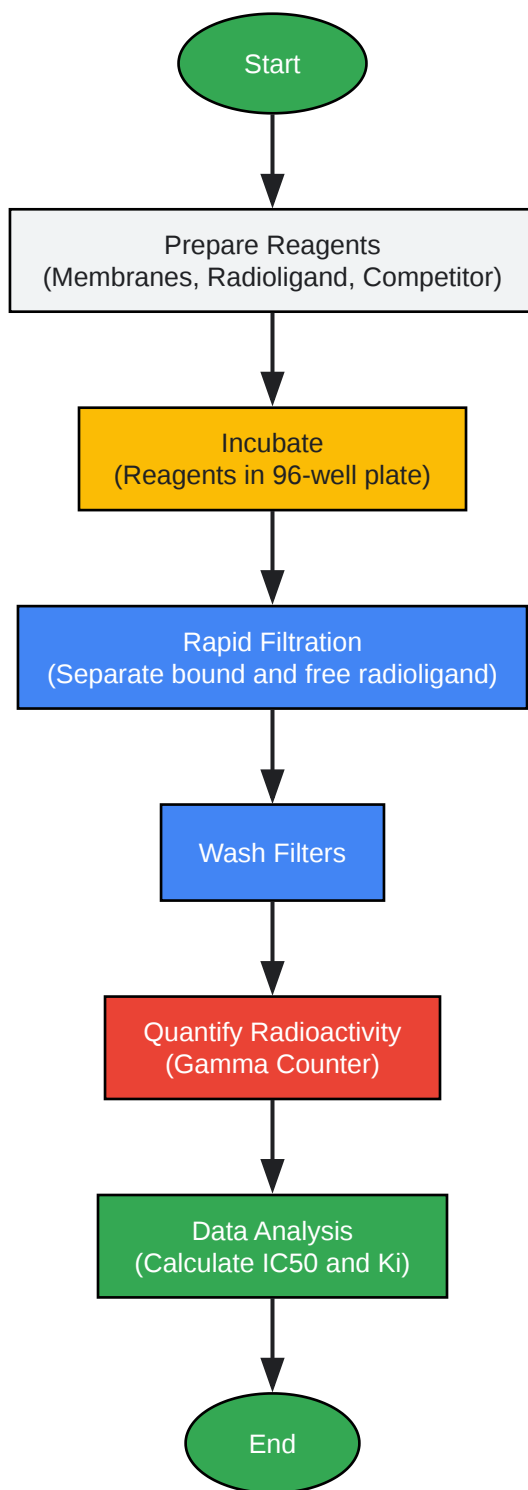 Start
Prepare Reagents
(Membranes, Radioligand, Competitor)
Incubate
(Reagents in 96-well plate)
Rapid Filtration
(Separate bound and free radioligand)
Wash Filters
Quantify Radioactivity
(Gamma Counter)
Data Analysis
(Calculate IC50 and Ki)
End